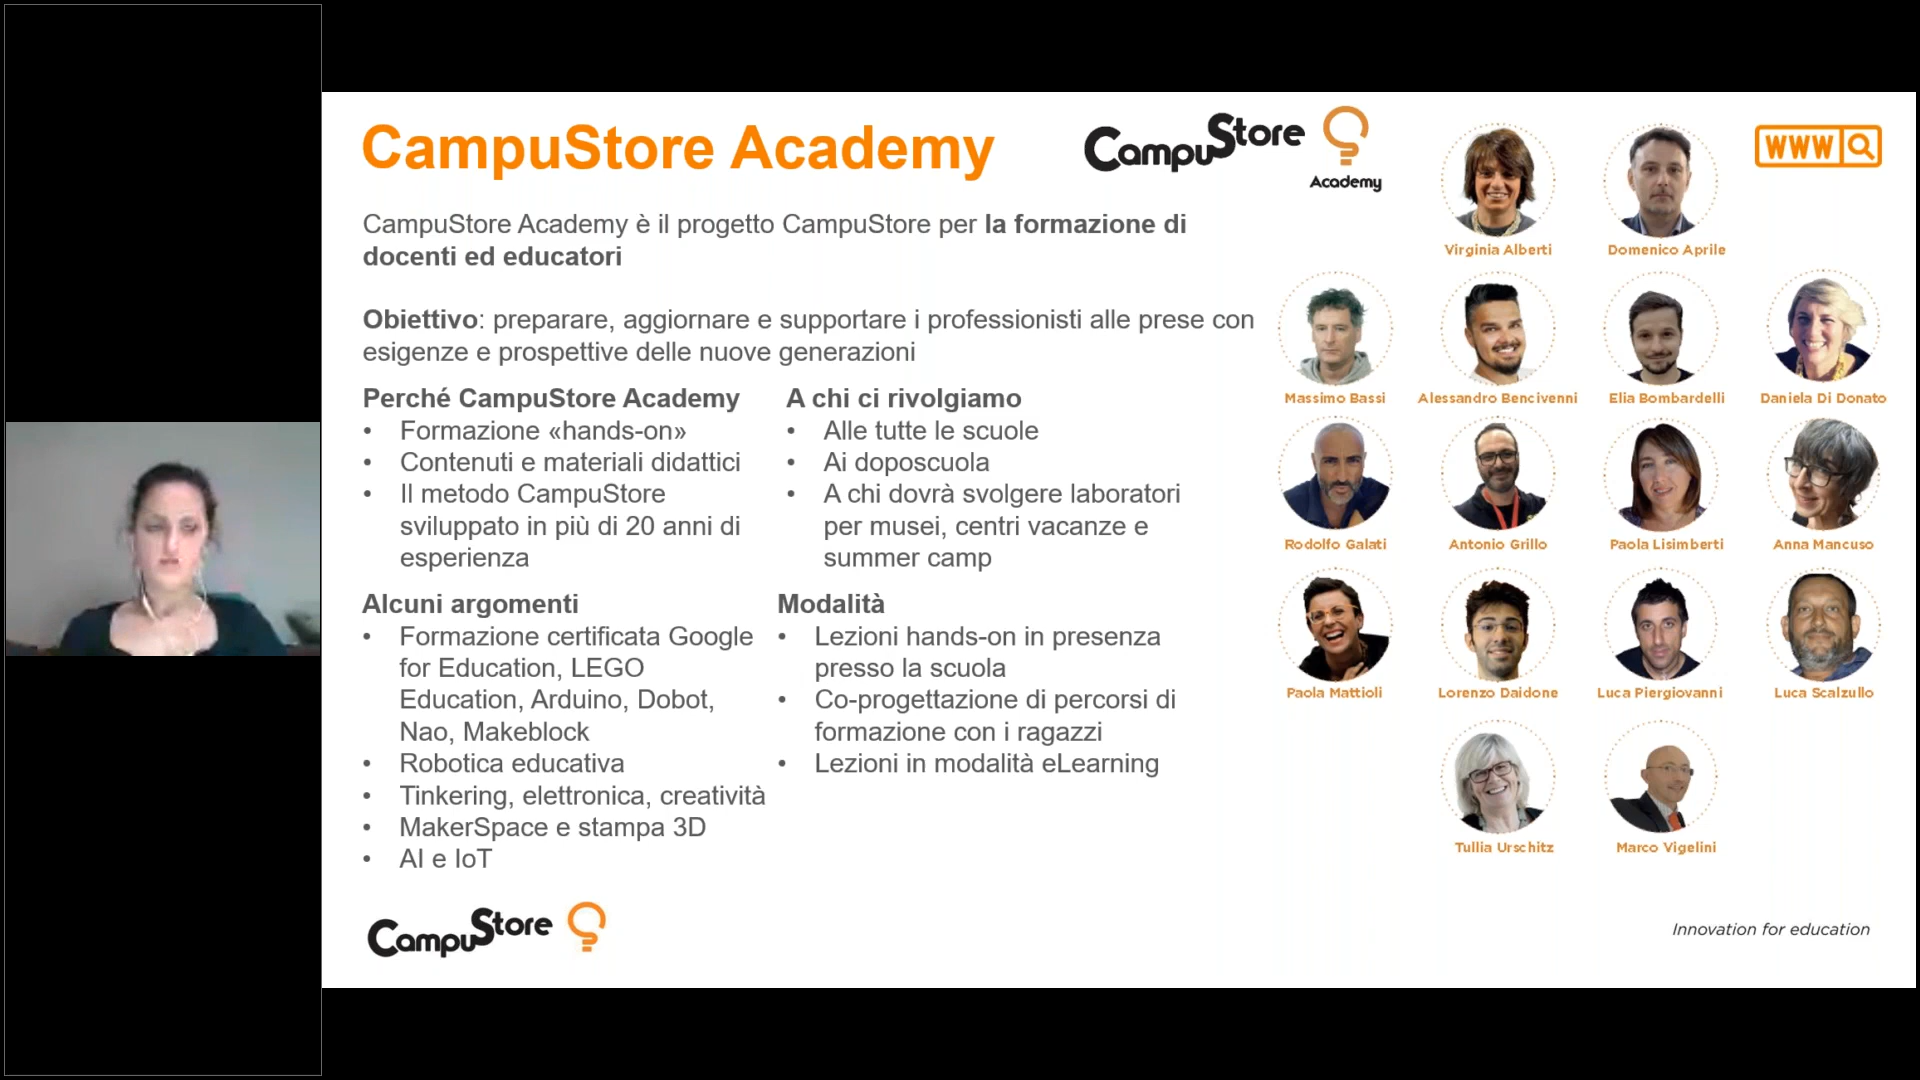 CampuStore Academy
CampuStore
Academy
WWW
CampuStore Academy è il progetto CampuStore per la formazione di
docenti ed educatori
Obiettivo: preparare, aggiornare e supportare i professionisti alle prese con
esigenze e prospettive delle nuove generazioni
Perché CampuStore Academy
• Formazione «hands-on»
• Contenuti e materiali didattici
• Il metodo CampuStore
sviluppato in più di 20 anni di
esperienza
A chi ci rivolgiamo
• Alle tutte le scuole
• Ai doposcuola
• A chi dovrà svolgere laboratori
per musei, centri vacanze e
summer camp
Alcuni argomenti
• Formazione certificata Google
for Education, LEGO
Education, Arduino, Dobot,
Nao, Makeblock
• Robotica educativa
• Tinkering, elettronica, creatività
• MakerSpace e stampa 3D
• AI e IoT
Modalità
• Lezioni hands-on in presenza
presso la scuola
• Co-progettazione di percorsi di
formazione con i ragazzi
• Lezioni in modalità eLearning
Virginia Alberti
Domenico Aprile
Massimo Bassi
Alessandro Bencivenni
Elia Bombardelli
Daniela Di Donato
Rodolfo Galati
Antonio Grillo
Paola Lisimberti
Anna Mancuso
Paola Mattioli
Lorenzo Daidone
Luca Piergiovanni
Luca Scalzullo
Tullia Urschitz
Marco Vigelini
CampuStore
Innovation for education